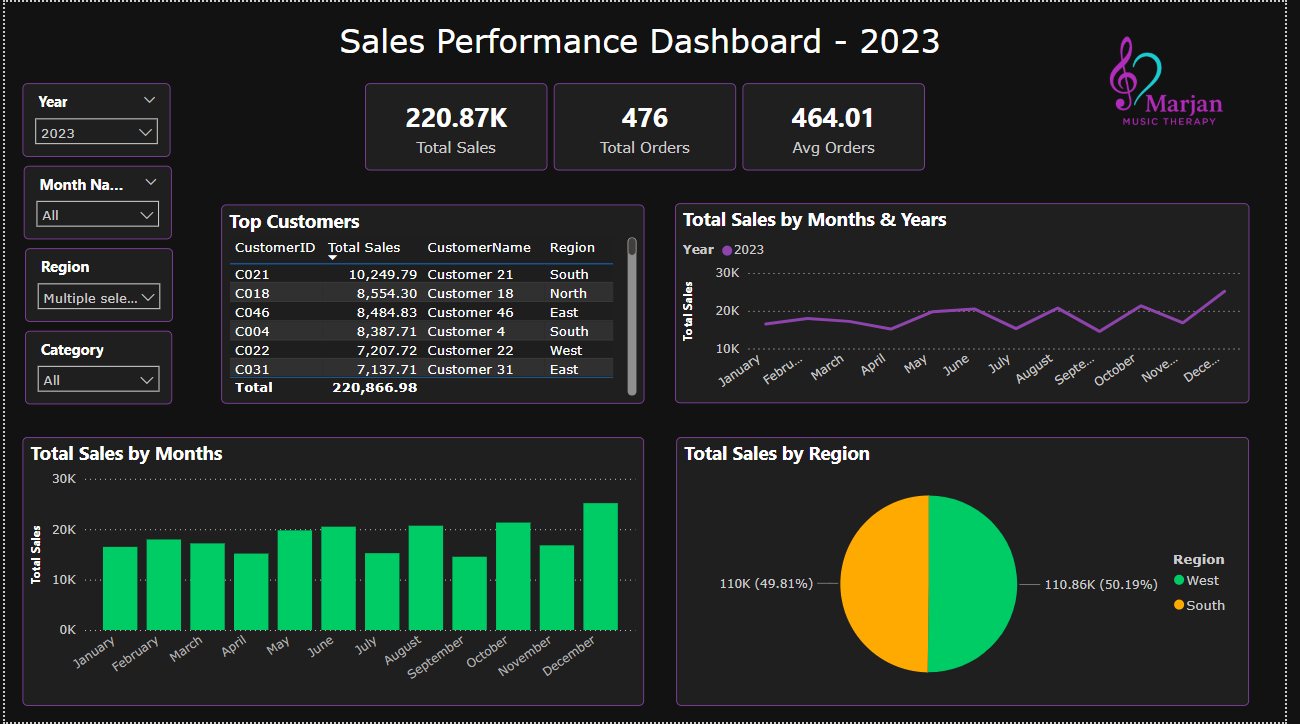 Sales Performance Dashboard - 2023
Marjan
MUSIC THERAPY
Year
2023
Month Na...
All
Region
Multiple sele...
Category
All
220.87K
Total Sales
476
Total Orders
464.01
Avg Orders
Top Customers
CustomerID Total Sales CustomerName Region
C021 10,249.79 Customer 21 South
C018 8,554.30 Customer 18 North
C046 8,484.83 Customer 46 East
C004 8,387.71 Customer 4 South
C022 7,207.72 Customer 22 West
C031 7,137.71 Customer 31 East
Total 220,866.98
Total Sales by Months & Years
Year 2023
Total Sales
30K
20K
10K
January Febru... March April May June July August Septe... October Nove... Dece...
Total Sales by Months
Total Sales
30K
20K
10K
0K
January February March April May June July August September October November December
Total Sales by Region
110K (49.81%)
110.86K (50.19%)
Region
West
South